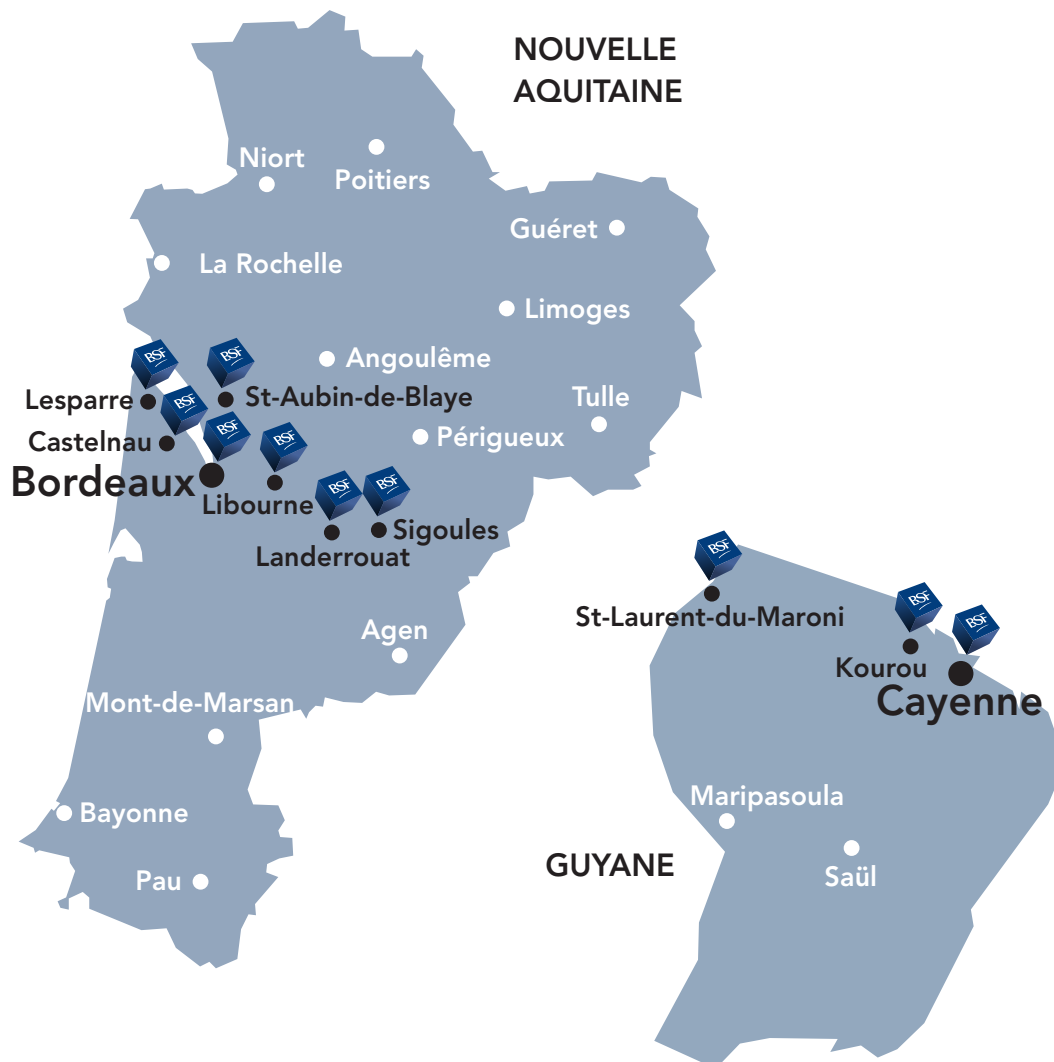 NOUVELLE
AQUITAINE
Niort
Poitiers
Guéret
La Rochelle
Limoges
Angoulême
BSF
BSF
Lesparre
St-Aubin-de-Blaye
Tulle
BSF
Castelnau
BSF
Périgueux
BSF
Bordeaux
Libourne
BSF
BSF
Sigoules
Landerrouat
Agen
Mont-de-Marsan
Bayonne
Pau
BSF
St-Laurent-du-Maroni
BSF
BSF
Kourou
Cayenne
Maripasoula
GUYANE
Saül